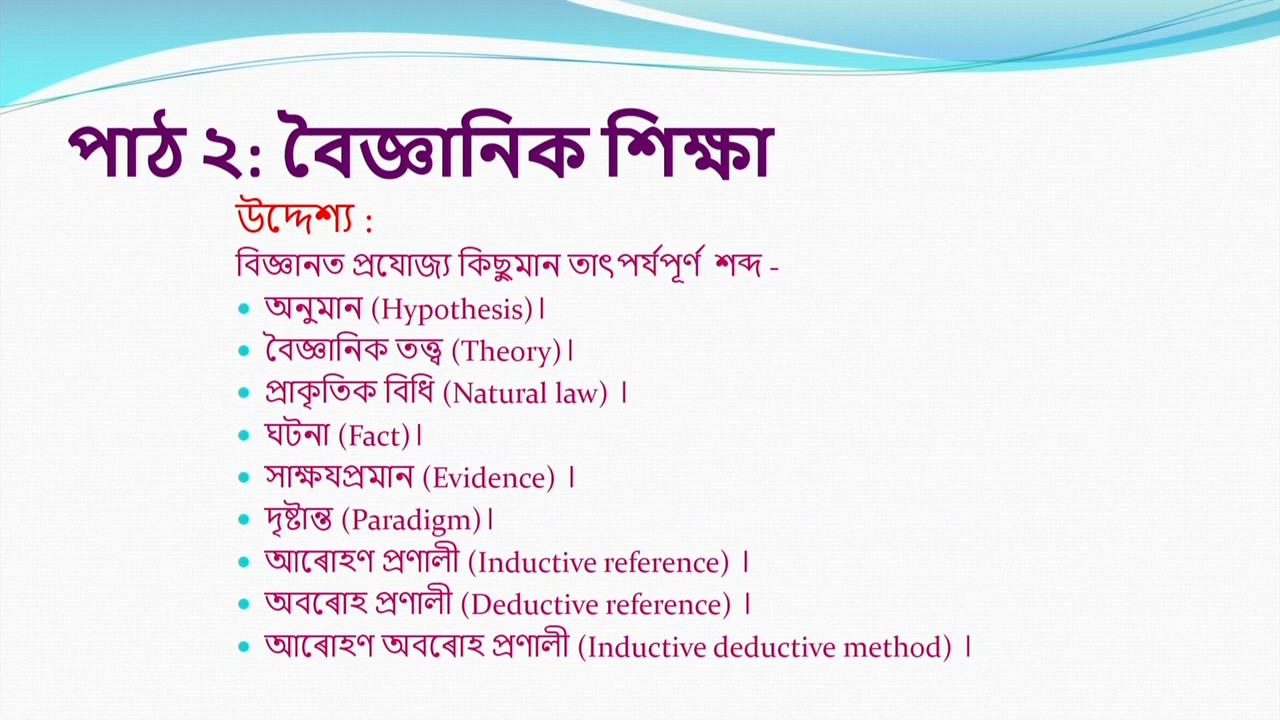 পাঠ ২: বৈজ্ঞানিক শিক্ষা
উদ্দেশ্য :
বিজ্ঞানত প্ৰযোজ্য কিছুমান তাৎপৰ্যপূৰ্ণ শব্দ -
• অনুমান (Hypothesis)।
• বৈজ্ঞানিক তত্ত্ব (Theory)।
• প্ৰাকৃতিক বিধি (Natural law) ।
• ঘটনা (Fact)।
• সাক্ষযপ্ৰমান (Evidence) ।
• দৃষ্টান্ত (Paradigm)।
• আৰোহণ প্ৰণালী (Inductive reference) ।
• অবৰোহ প্ৰণালী (Deductive reference) ।
• আৰোহণ অবৰোহ প্ৰণালী (Inductive deductive method) ।